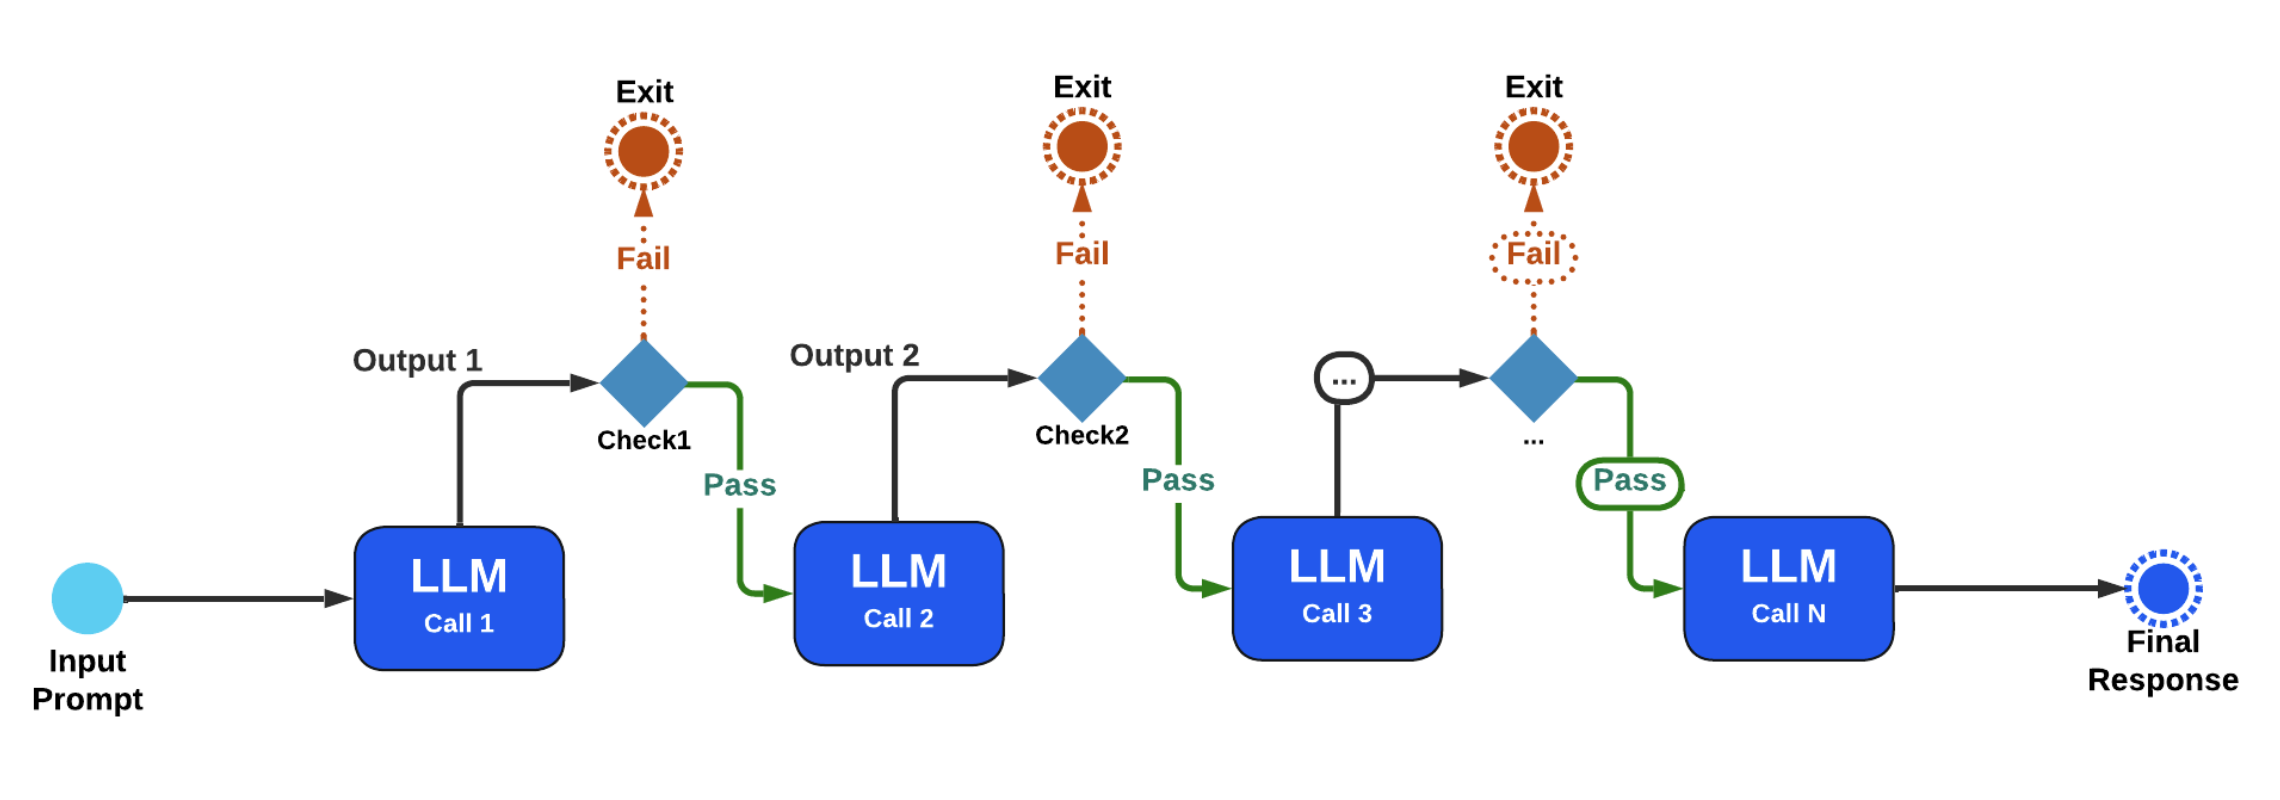 Exit
Exit
Exit
Fail
Fail
Fail
Output 1
Output 2
...
Check1
Check2
...
Pass
Pass
Pass
LLM
Call 1
LLM
Call 2
LLM
Call 3
LLM
Call N
Input
Prompt
Final
Response